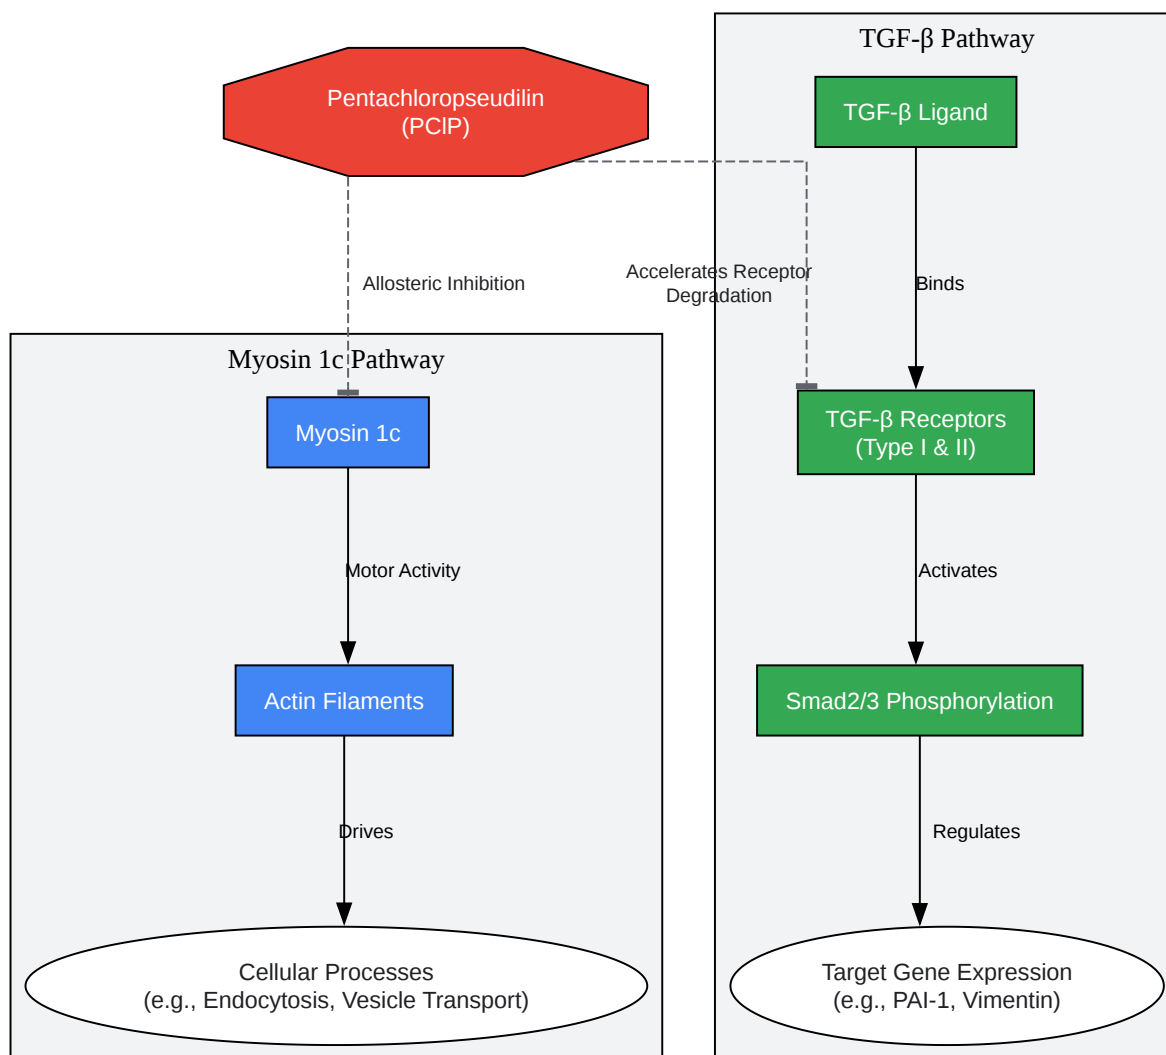 TGF-β Pathway
Pentachloropseudilin
(PClP)
TGF-β Ligand
Allosteric Inhibition
Accelerates Receptor
Degradation
Binds
Myosin 1c Pathway
Myosin 1c
TGF-β Receptors
(Type I & II)
Motor Activity
Activates
Actin Filaments
Smad2/3 Phosphorylation
Drives
Regulates
Cellular Processes
(e.g., Endocytosis, Vesicle Transport)
Target Gene Expression
(e.g., PAI-1, Vimentin)